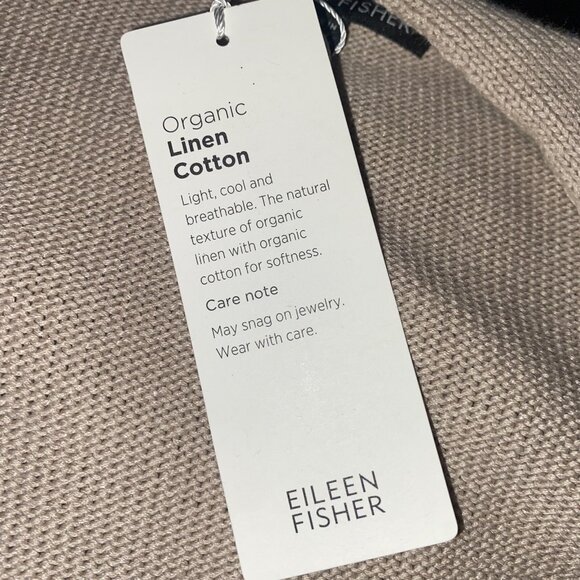 FISHER
Organic
Linen
Cotton
Light, cool and
breathable. The natural
texture of organic
linen with organic
cotton for softness.
Care note
May snag on jewelry.
Wear with care.
EILEEN
FISHER